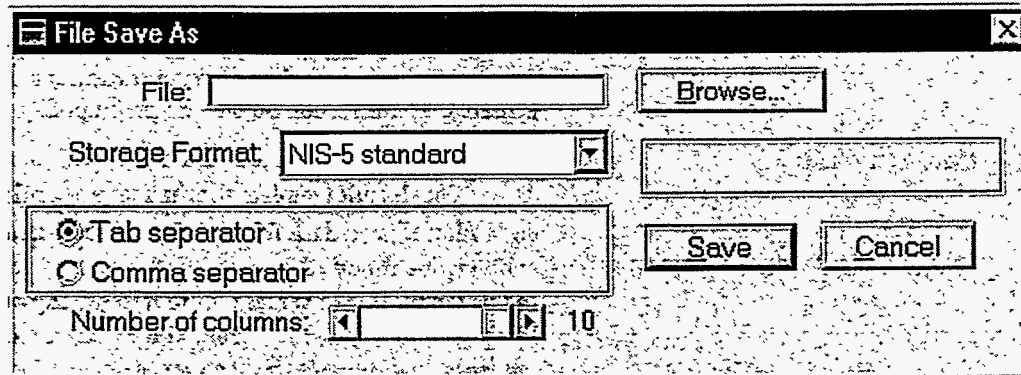 File Save As
File:
Browse...
Storage Format: NIS-5 standard
Tab separator
Comma separator
Save
Cancel
Number of columns: 10